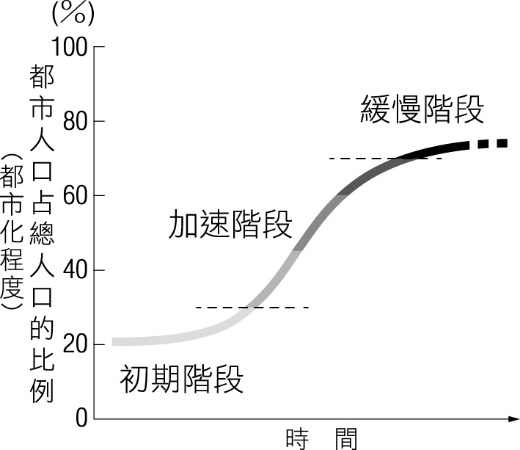 (%)
100
80
60
40
20
0
都市人口占總人口的比例
（都市化程度）
緩慢階段
加速階段
初期階段
時 間